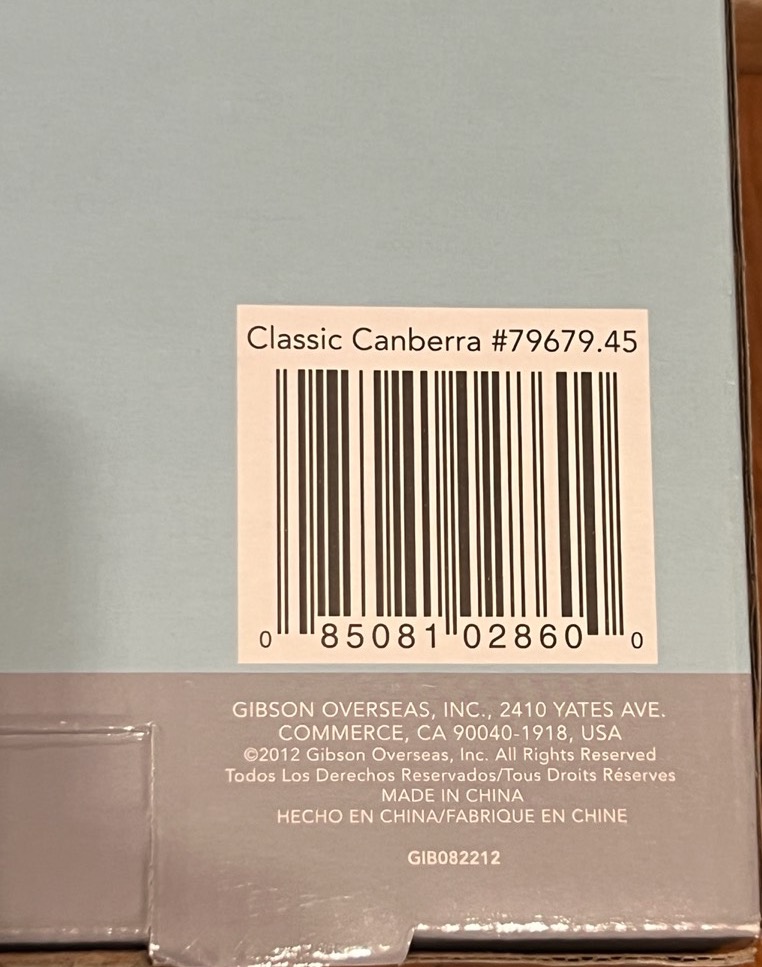 Classic Canberra #79679.45
0 85081 02860 0
GIBSON OVERSEAS, INC., 2410 YATES AVE.
COMMERCE, CA 90040-1918, USA
©2012 Gibson Overseas, Inc. All Rights Reserved
Todos Los Derechos Reservados/Tous Droits Réserves
MADE IN CHINA
HECHO EN CHINA/FABRIQUE EN CHINE
GIB082212